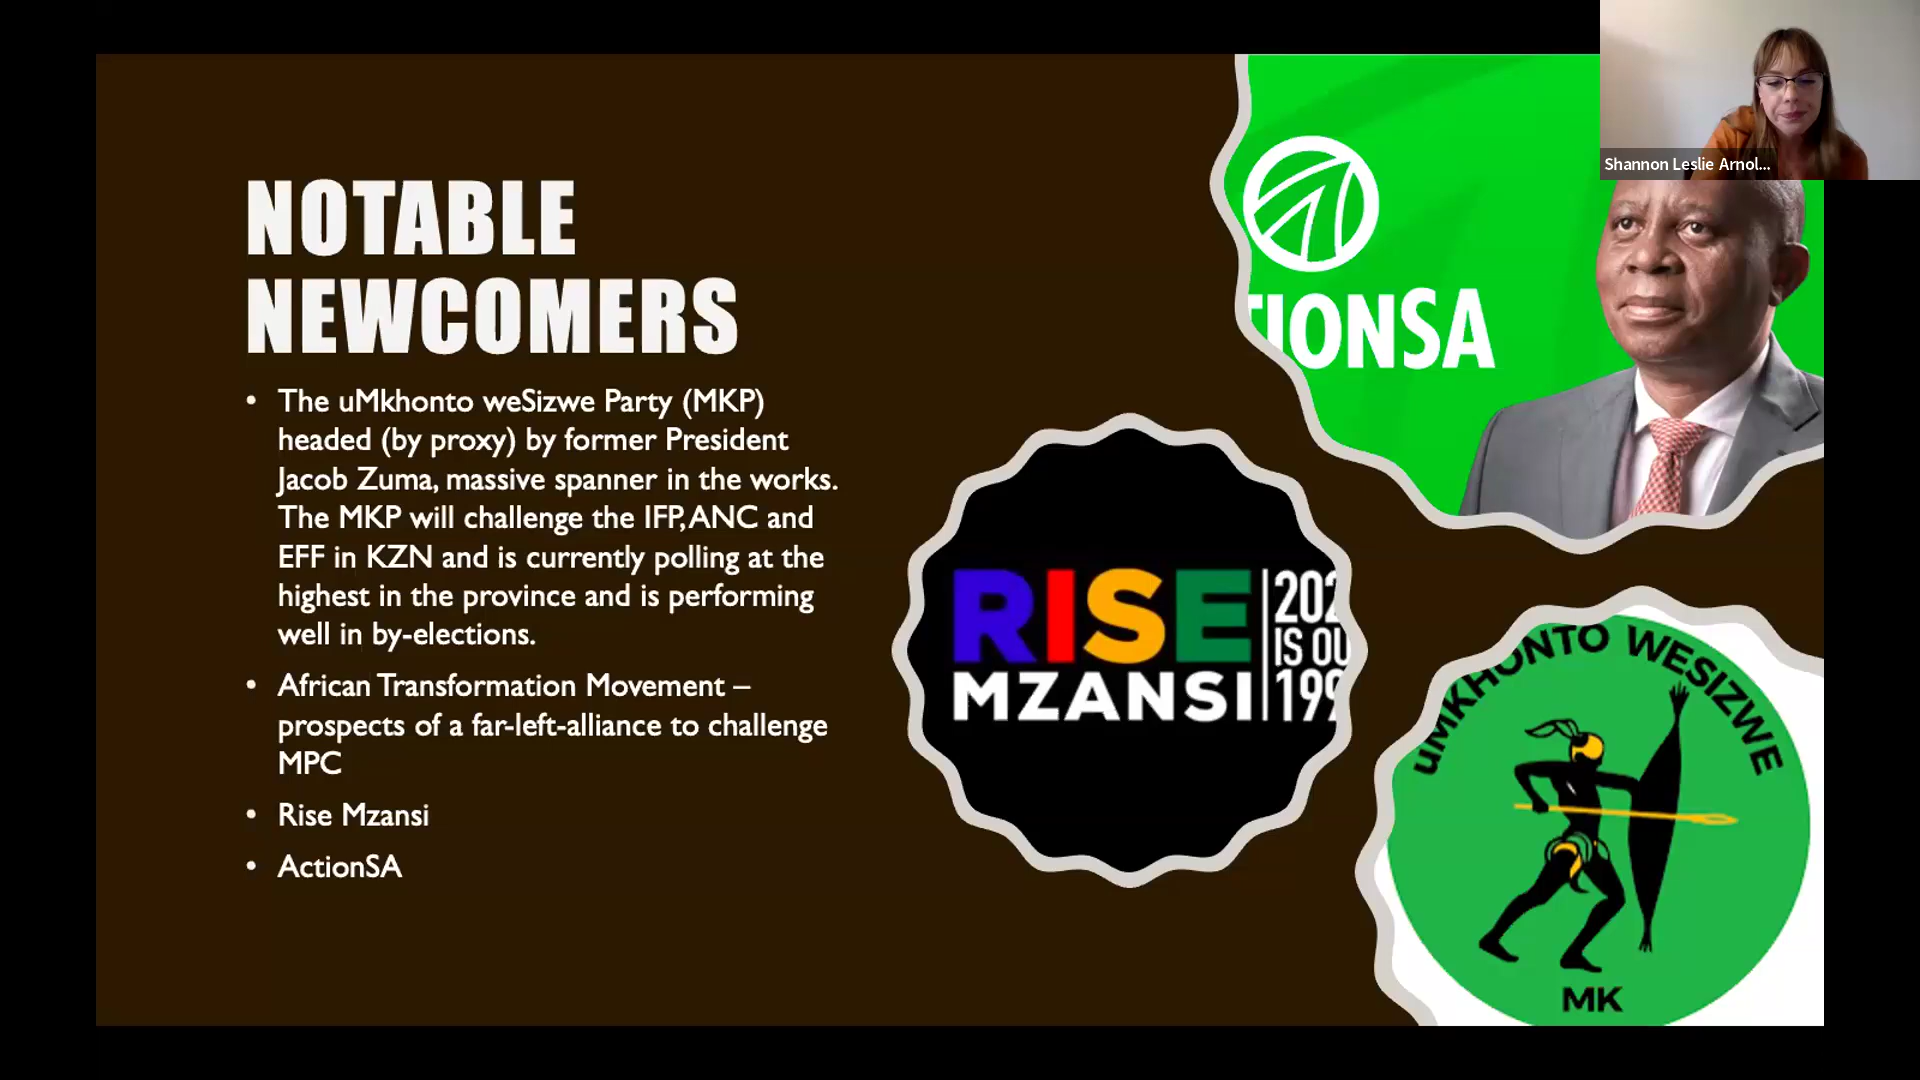 NOTABLE
NEWCOMERS
• The uMkhonto weSizwe Party (MKP)
headed (by proxy) by former President
Jacob Zuma, massive spanner in the works.
The MKP will challenge the IFP, ANC and
EFF in KZN and is currently polling at the
highest in the province and is performing
well in by-elections.
• African Transformation Movement –
prospects of a far-left-alliance to challenge
MPC
• Rise Mzansi
• ActionSA
TIONSA
Shannon Leslie Arnol...
RISE
MZANSI
202
IS OU
199
uMKHONTO WESIZWE
MK